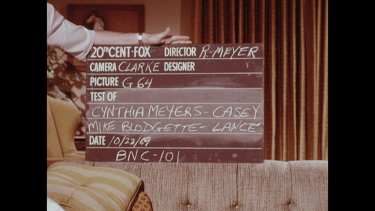 20TH CENT-FOX DIRECTOR R. MEYER
CAMERA CLARKE DESIGNER
PICTURE G 64
TEST OF
CYNTHIA MEYERS - CASEY
MIKE BLODGETTE - LANCE
DATE 10/22/69
BNC-101